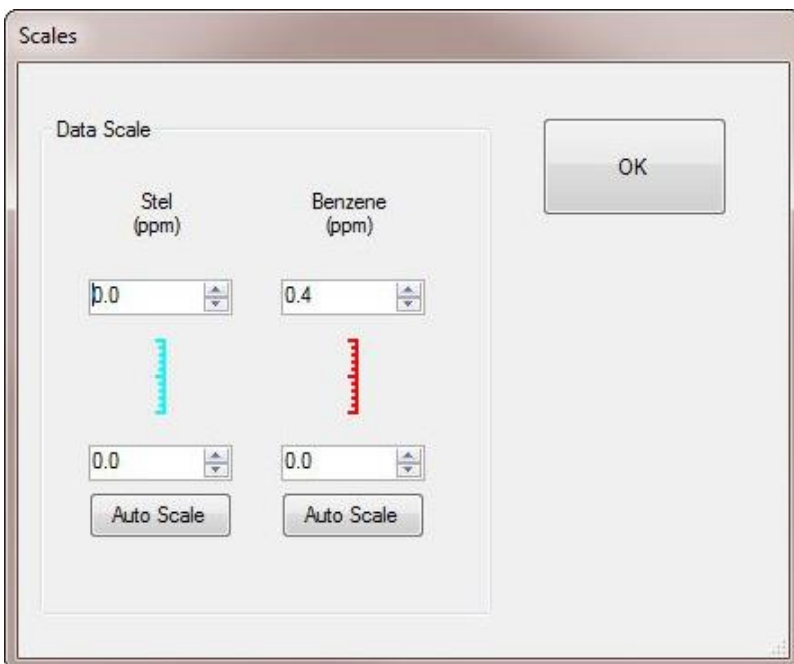 Scales
Data Scale
Stel
(ppm)
Benzene
(ppm)
OK
0.0
0.4
0.0
0.0
Auto Scale
Auto Scale